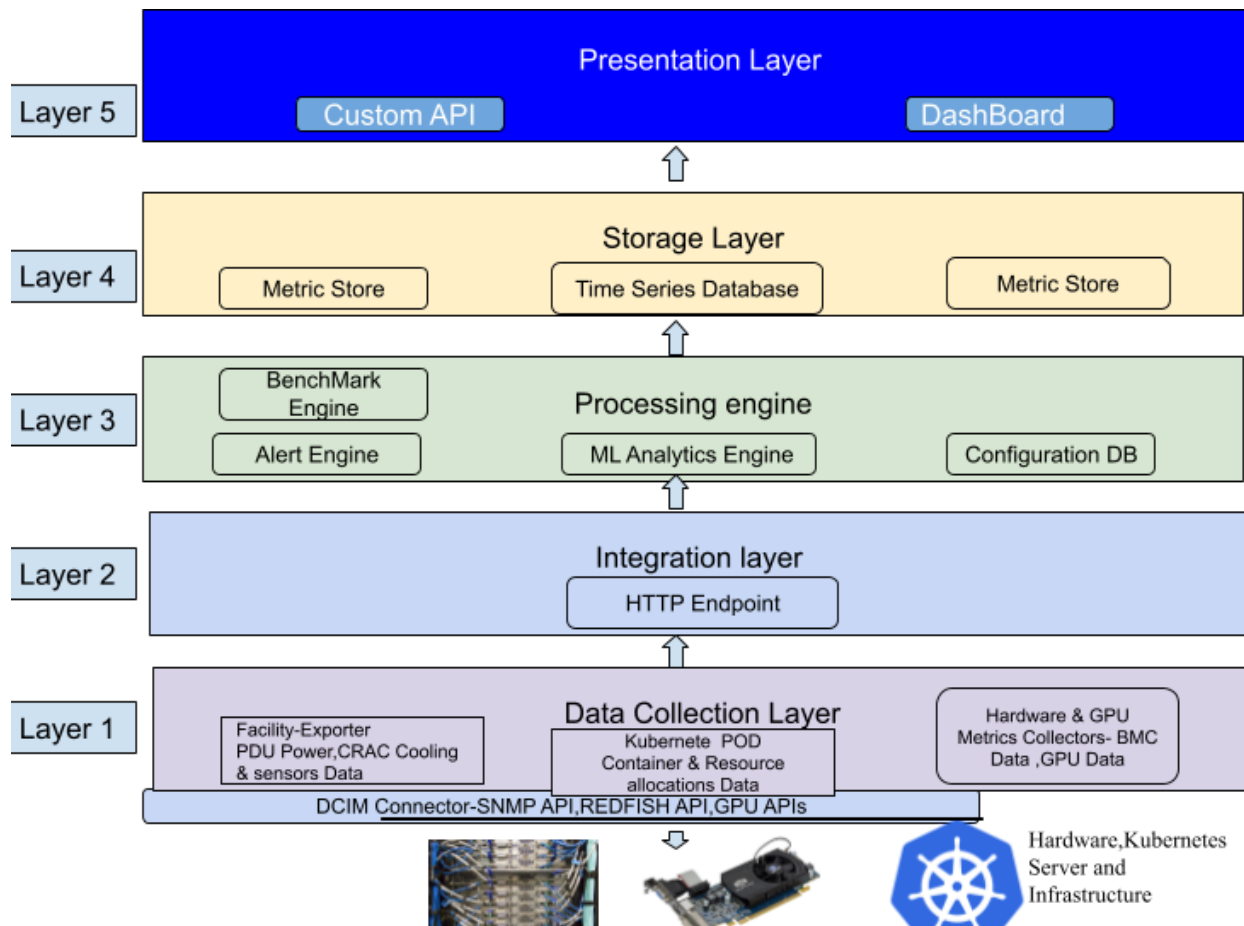 Presentation Layer
Layer 5
Custom API
DashBoard
Storage Layer
Layer 4
Metric Store
Time Series Database
Metric Store
BenchMark
Engine
Processing engine
Layer 3
Alert Engine
ML Analytics Engine
Configuration DB
Integration layer
Layer 2
HTTP Endpoint
Data Collection Layer
Layer 1
Facility-Exporter
PDU Power,CRAC Cooling
& sensors Data
Kubernete POD
Container & Resource
allocations Data
Hardware & GPU
Metrics Collectors- BMC
Data ,GPU Data
DCIM Connector-SNMP API,REDFISH API,GPU APIs
Hardware,Kubernetes
Server and
Infrastructure